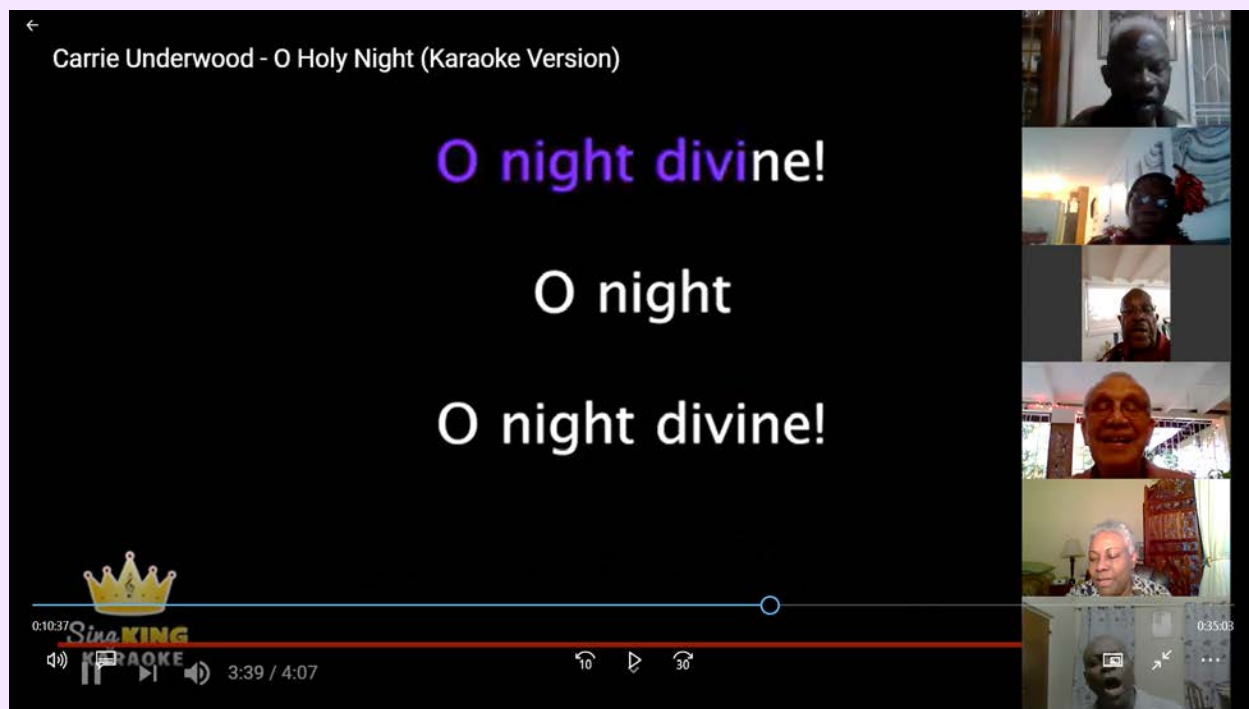 Carrie Underwood - O Holy Night (Karaoke Version)
O night divine!
O night
O night divine!
0:10:37
0:35:03
Sing KING
KARAOKE
10
30
3:39 / 4:07